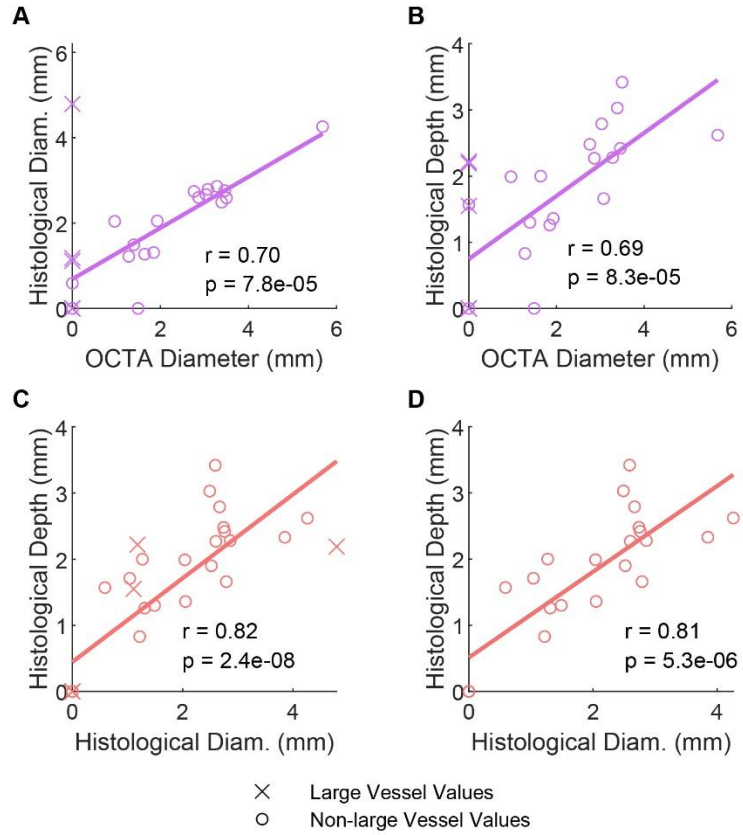 A
Histological Diam. (mm)
6
4
2
0
r = 0.70
p = 7.8e-05
0 2 4 6
OCTA Diameter (mm)
B
Histological Depth (mm)
4
3
2
1
0
r = 0.69
p = 8.3e-05
0 2 4 6
OCTA Diameter (mm)
C
Histological Depth (mm)
4
3
2
1
0
r = 0.82
p = 2.4e-08
0 2 4
Histological Diam. (mm)
D
Histological Depth (mm)
4
3
2
1
0
r = 0.81
p = 5.3e-06
0 2 4
Histological Diam. (mm)
Large Vessel Values
Non-large Vessel Values